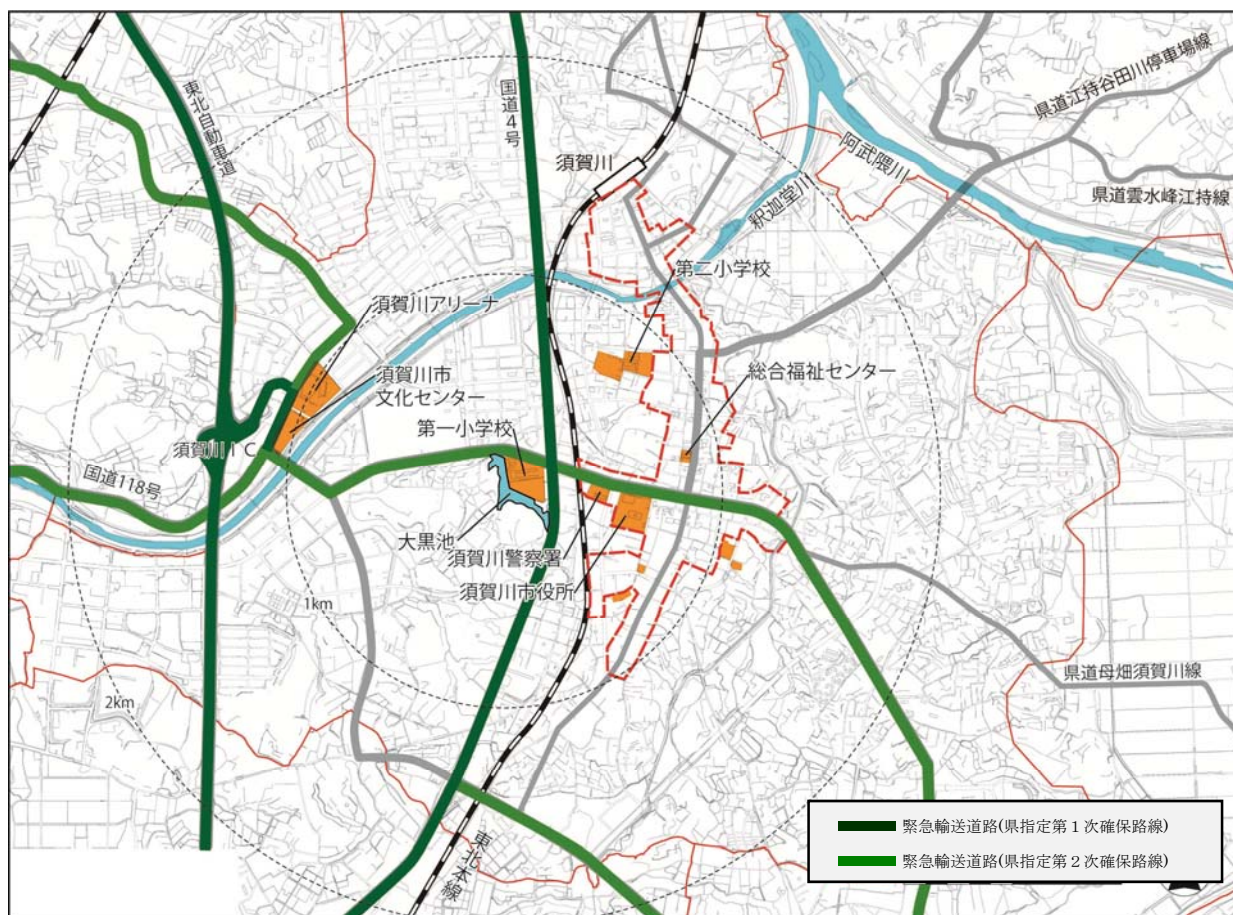 東北自動車道
国道4号
須賀川
県道江持谷田川停車場線
阿武隈川
県道雲水峰江持線
釈迦堂川
第二小学校
須賀川アリーナ
須賀川市
文化センター
総合福祉センター
第一小学校
須賀川ＩＣ
国道118号
大黒池
須賀川警察署
須賀川市役所
1km
2km
県道母畑須賀川線
東北本線
緊急輸送道路(県指定第１次確保路線)
緊急輸送道路(県指定第２次確保路線)